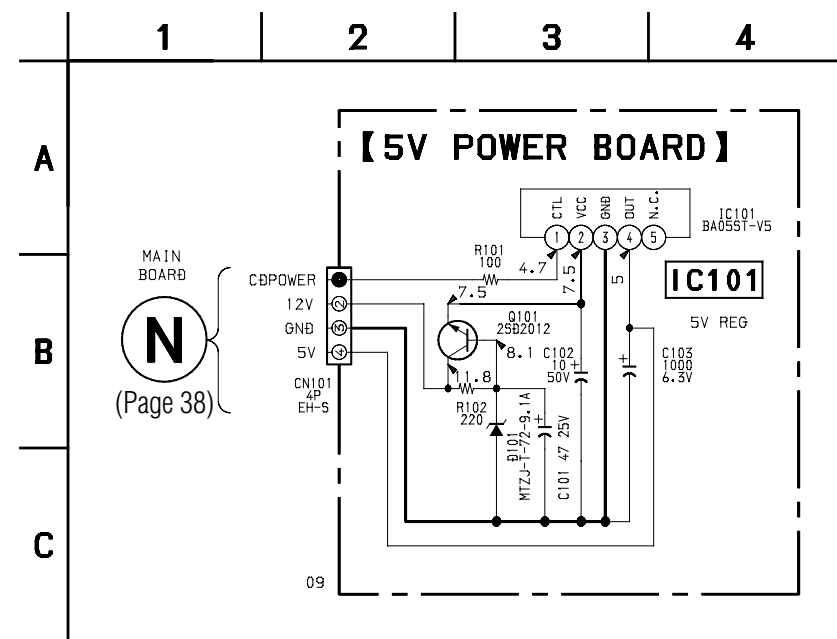 1 2 3 4
A
B
C
【5V POWER BOARD】
CTL
VCC
GND
OUT
N.C.
1 2 3 4 5
IC101
BA05ST-V5
IC101
5V REG
MAIN
BOARD
N
(Page 38)
CDPOWER
12V
GND
5V
2
3
4
CN101
4P
EH-S
R101
100
4.7
7.5
5
7.5
Q101
2SD2012
8.1
11.8
R102
220
D101
MTZJ-T-72-9.1A
C101 47 25V
+
C102
10
50V
+
C103
1000
6.3V
+
09